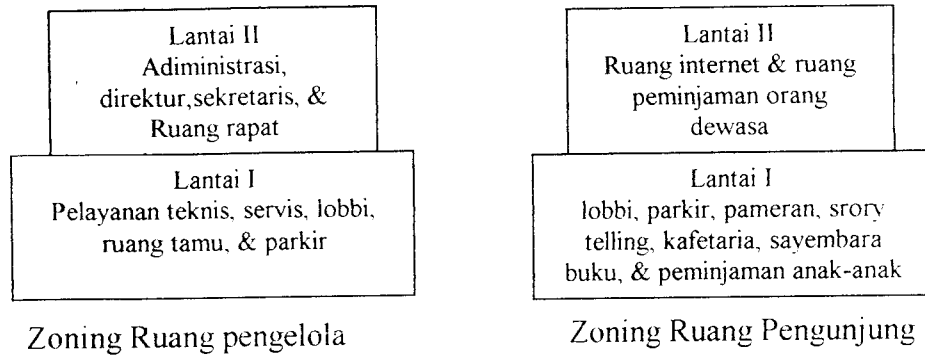 Lantai II
Adiministrasi,
direktur,sekretaris, &
Ruang rapat
Lantai I
Pelayanan teknis, servis, lobbi,
ruang tamu, & parkir
Zoning Ruang pengelola
Lantai II
Ruang internet & ruang
peminjaman orang
dewasa
Lantai I
lobbi, parkir, pameran, srory
telling, kafetaria, sayembara
buku, & peminjaman anak-anak
Zoning Ruang Pengunjung